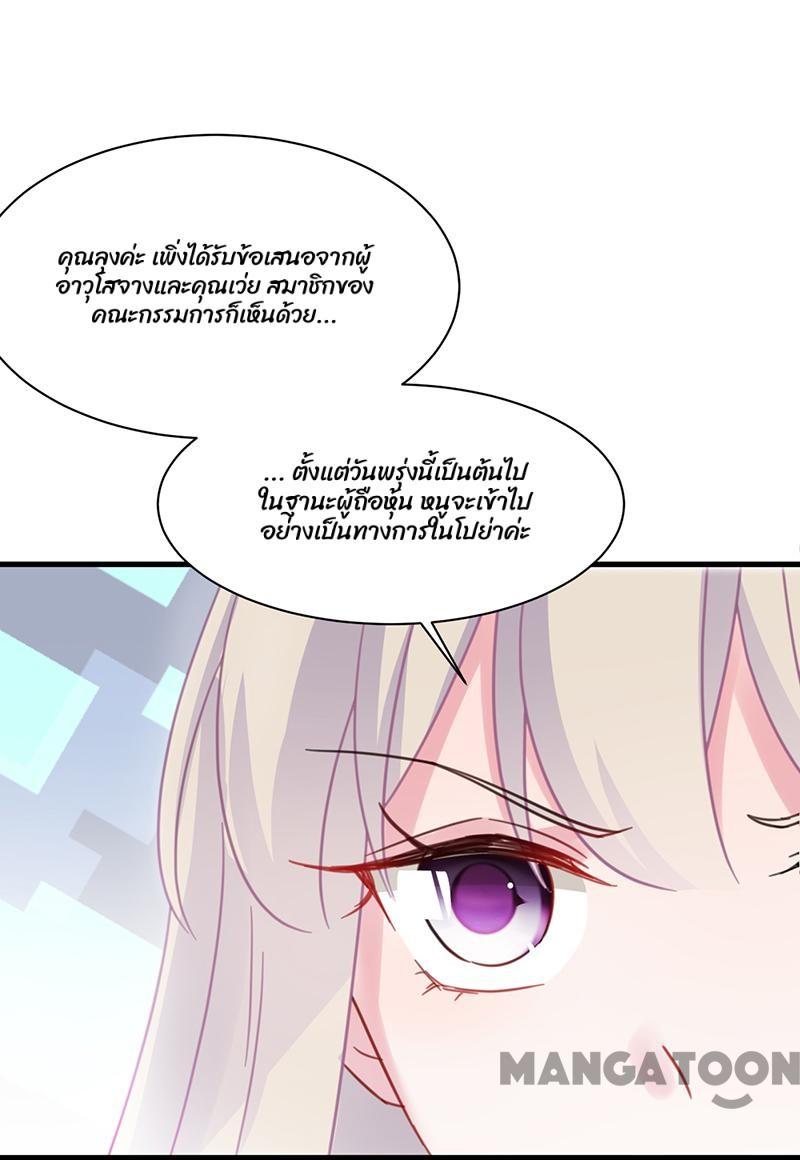 คุณลุงค่ะ เพิ่งได้รับข้อเสนอจากผู้
อาวุโสจางและคุณเว่ย สมาชิกของ
คณะกรรมการก็เห็นด้วย...
... ตั้งแต่วันพรุ่งนี้เป็นต้นไป
ในฐานะผู้ถือหุ้น หนูจะเข้าไป
อย่างเป็นทางการในโปย่าค่ะ
MANGATOON